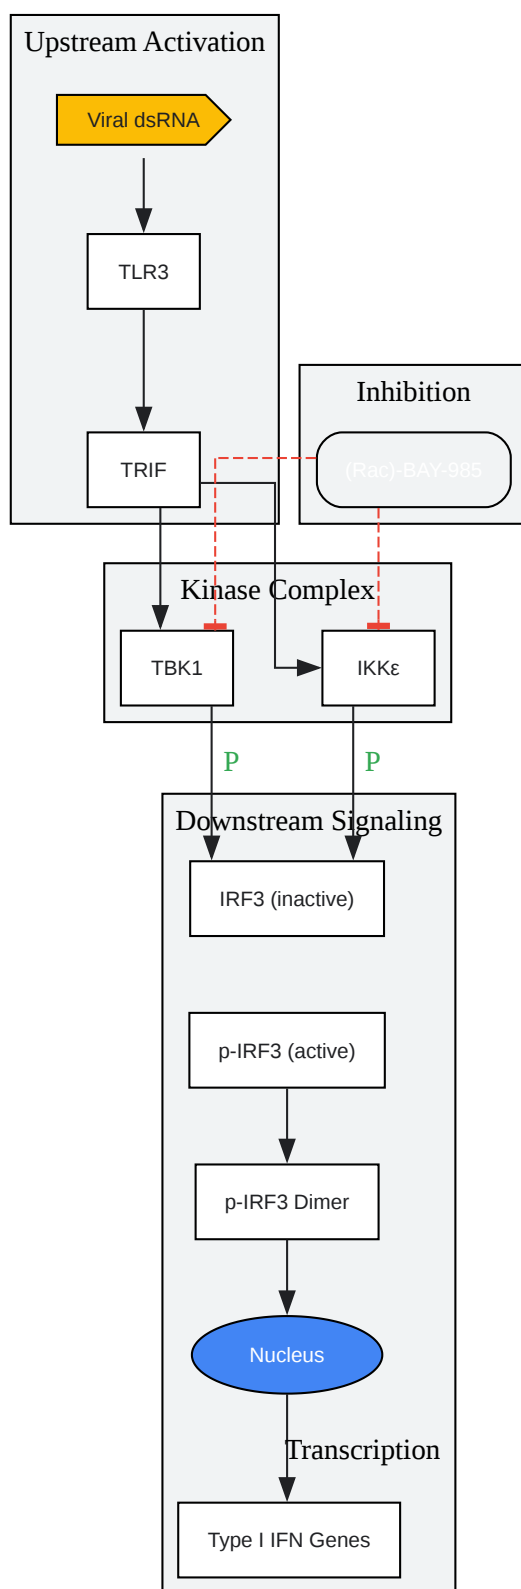 Upstream Activation
Viral dsRNA
TLR3
Inhibition
TRIF
(Rac)-BAY-985
Kinase Complex
TBK1
IKKε
P
P
Downstream Signaling
IRF3 (inactive)
p-IRF3 (active)
p-IRF3 Dimer
Nucleus
Transcription
Type I IFN Genes